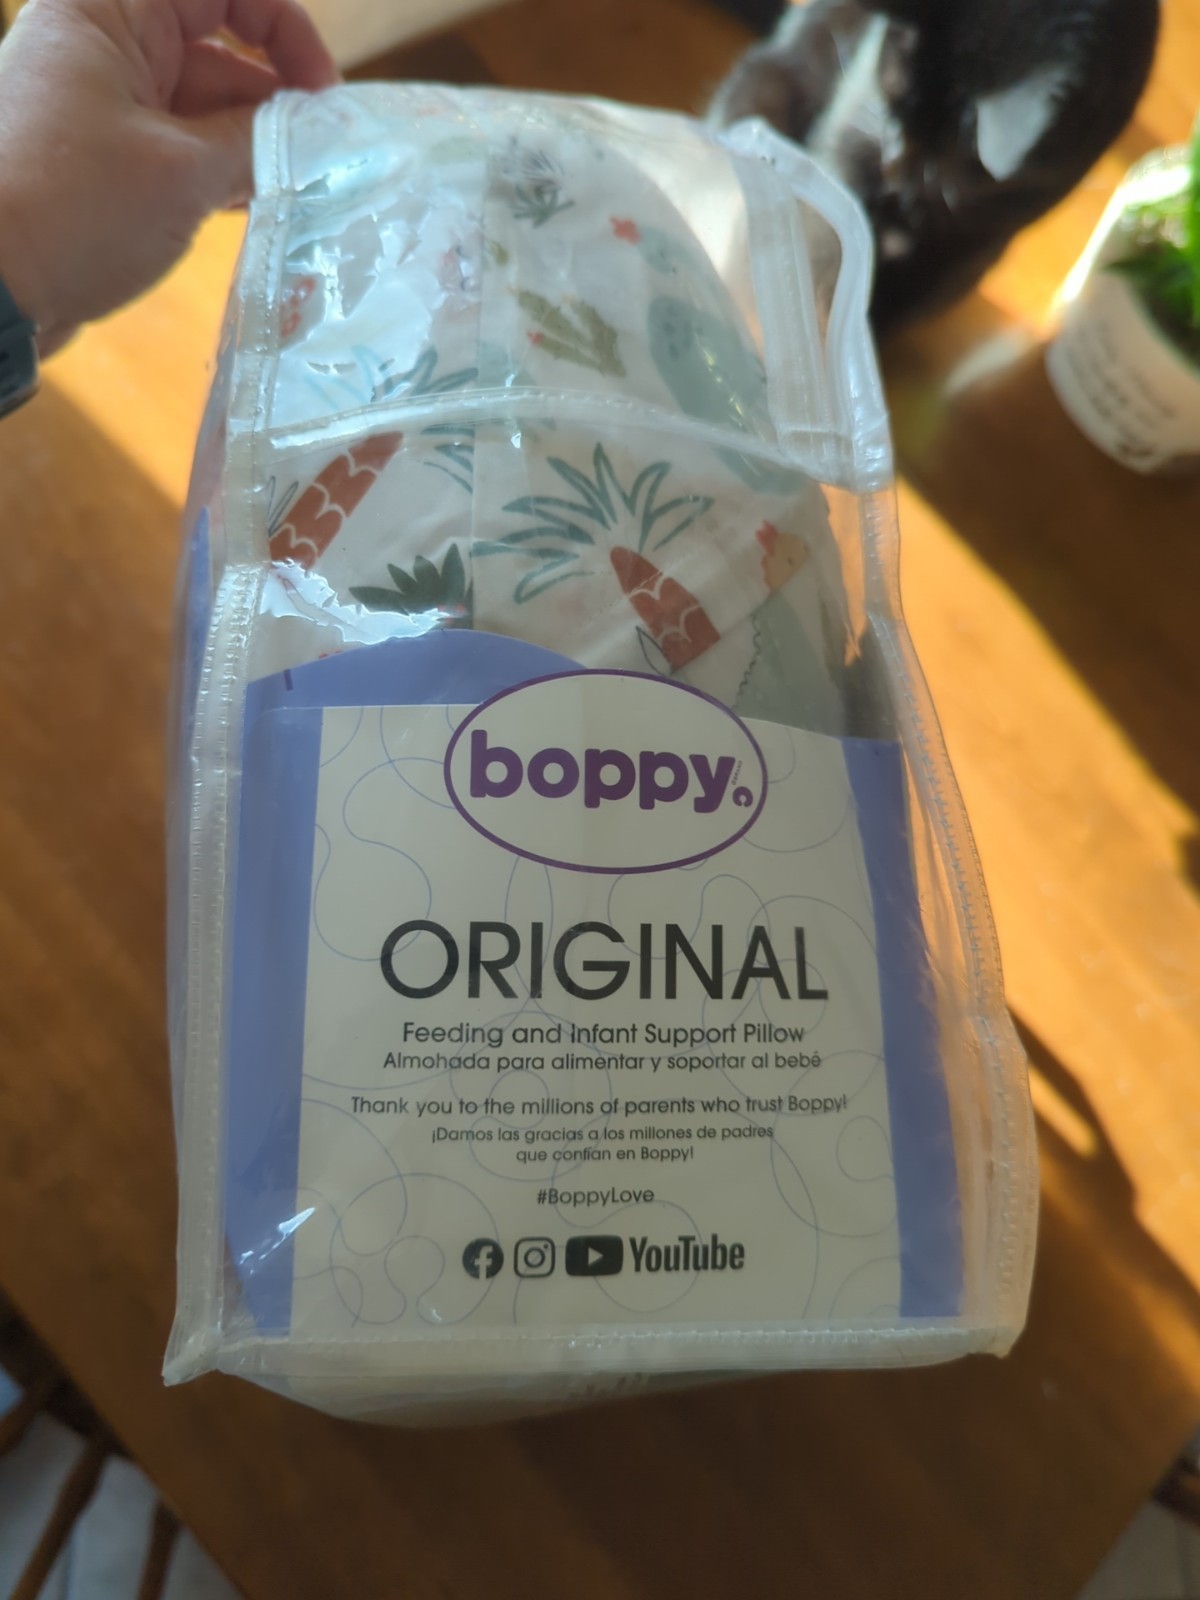 boppy
ORIGINAL
Feeding and Infant Support Pillow
Almohada para alimentar y soportar al bebé
Thank you to the millions of parents who trust Boppy!
¡Damos las gracias a los millones de padres
que confían en Boppy!
#BoppyLove
YouTube